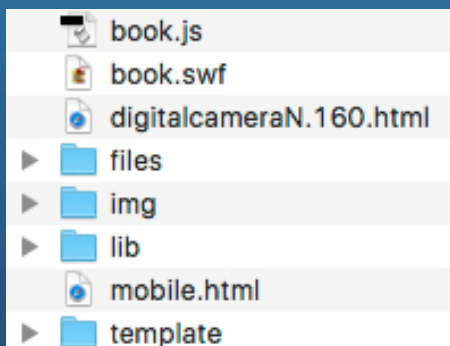 book.js
book.swf
digitalcameraN.160.html
files
img
lib
mobile.html
template